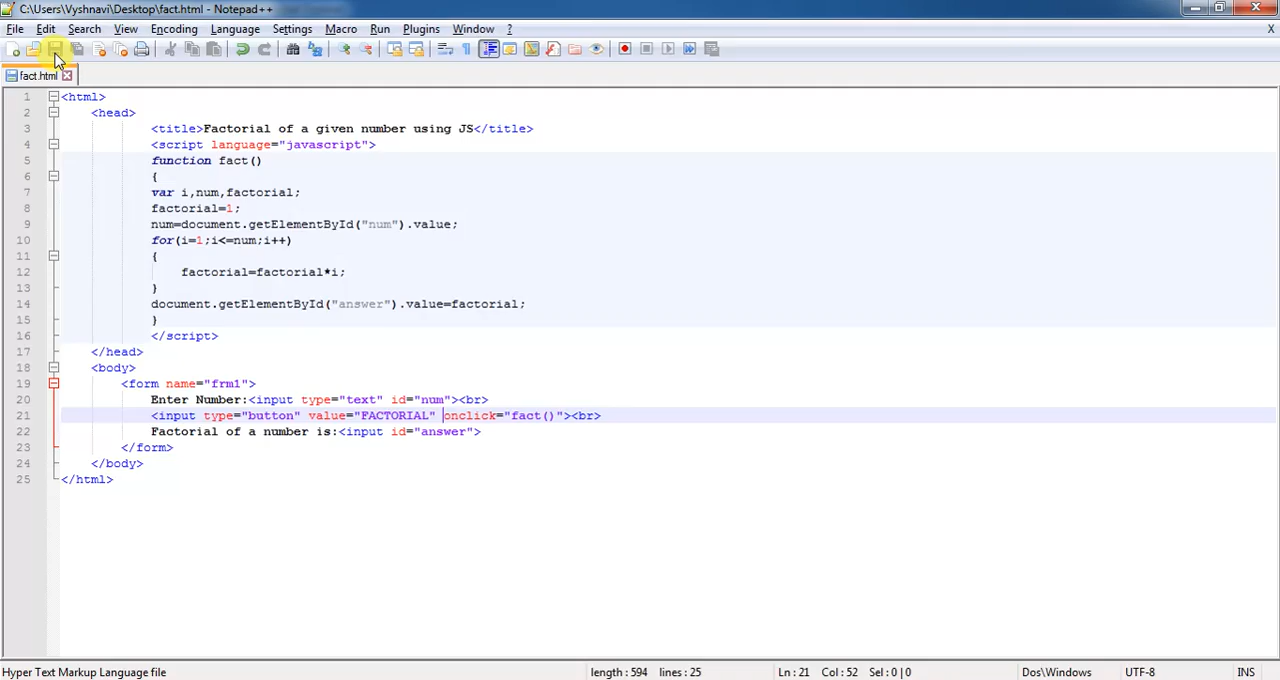 C:\Users\Vyshnavi\Desktop\fact.html - Notepad++
File Edit Search View Encoding Language Settings Macro Run Plugins Window ? X
fact.html
1 <html>
2 <head>
3 <title>Factorial of a given number using JS</title>
4 <script language="javascript">
5 function fact()
6 {
7 var i,num,factorial;
8 factorial=1;
9 num=document.getElementById("num").value;
10 for(i=1;i<=num;i++)
11 {
12 factorial=factorial*i;
13 }
14 document.getElementById("answer").value=factorial;
15 }
16 </script>
17 </head>
18 <body>
19 <form name="frm1">
20 Enter Number:<input type="text" id="num"><br>
21 <input type="button" value="FACTORIAL" onclick="fact()"><br>
22 Factorial of a number is:<input id="answer">
23 </form>
24 </body>
25 </html>
Hyper Text Markup Language file length : 594 lines : 25 Ln : 21 Col : 52 Sel : 0 | 0 Dos\Windows UTF-8 INS